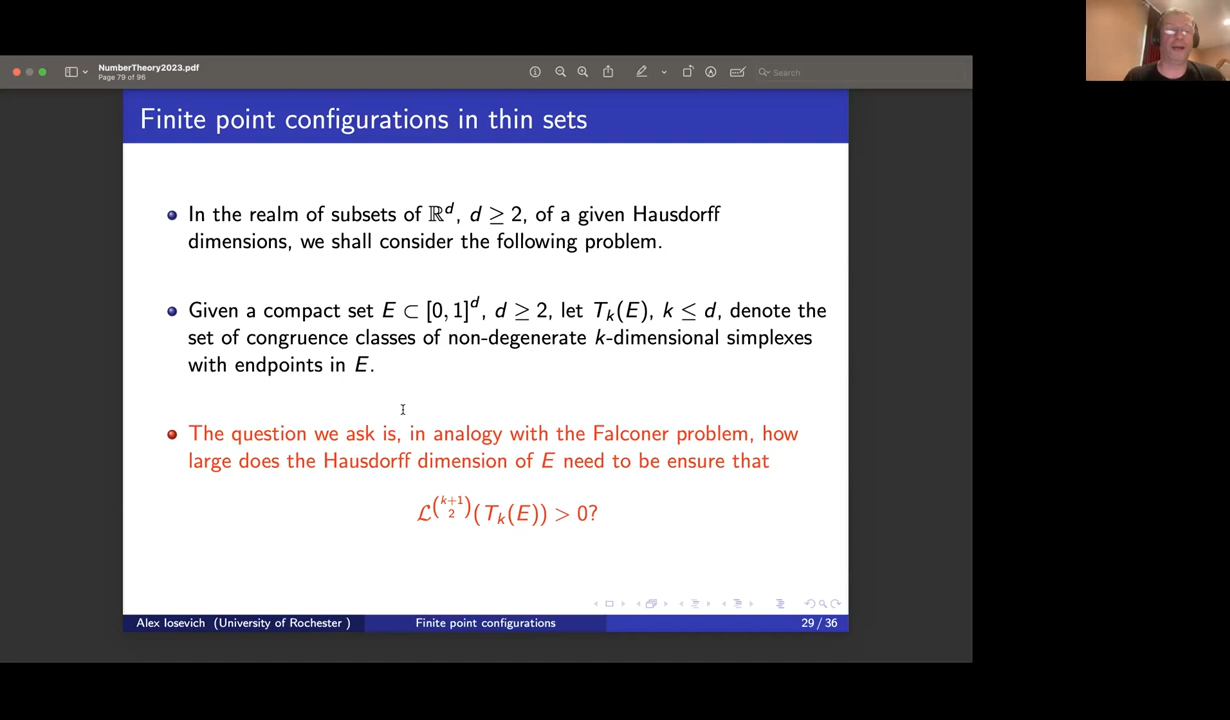 NumberTheory2023.pdf
Page 79 of 96
Search
Finite point configurations in thin sets
In the realm of subsets of ℝ^d, d ≥ 2, of a given Hausdorff
dimensions, we shall consider the following problem.
Given a compact set E ⊂ [0, 1]^d, d ≥ 2, let T_k(E), k ≤ d, denote the
set of congruence classes of non-degenerate k-dimensional simplexes
with endpoints in E.
The question we ask is, in analogy with the Falconer problem, how
large does the Hausdorff dimension of E need to be ensure that
ℒ^{\binom{k+1}{2}}(T_k(E)) > 0?
Alex Iosevich (University of Rochester ) Finite point configurations 29 / 36